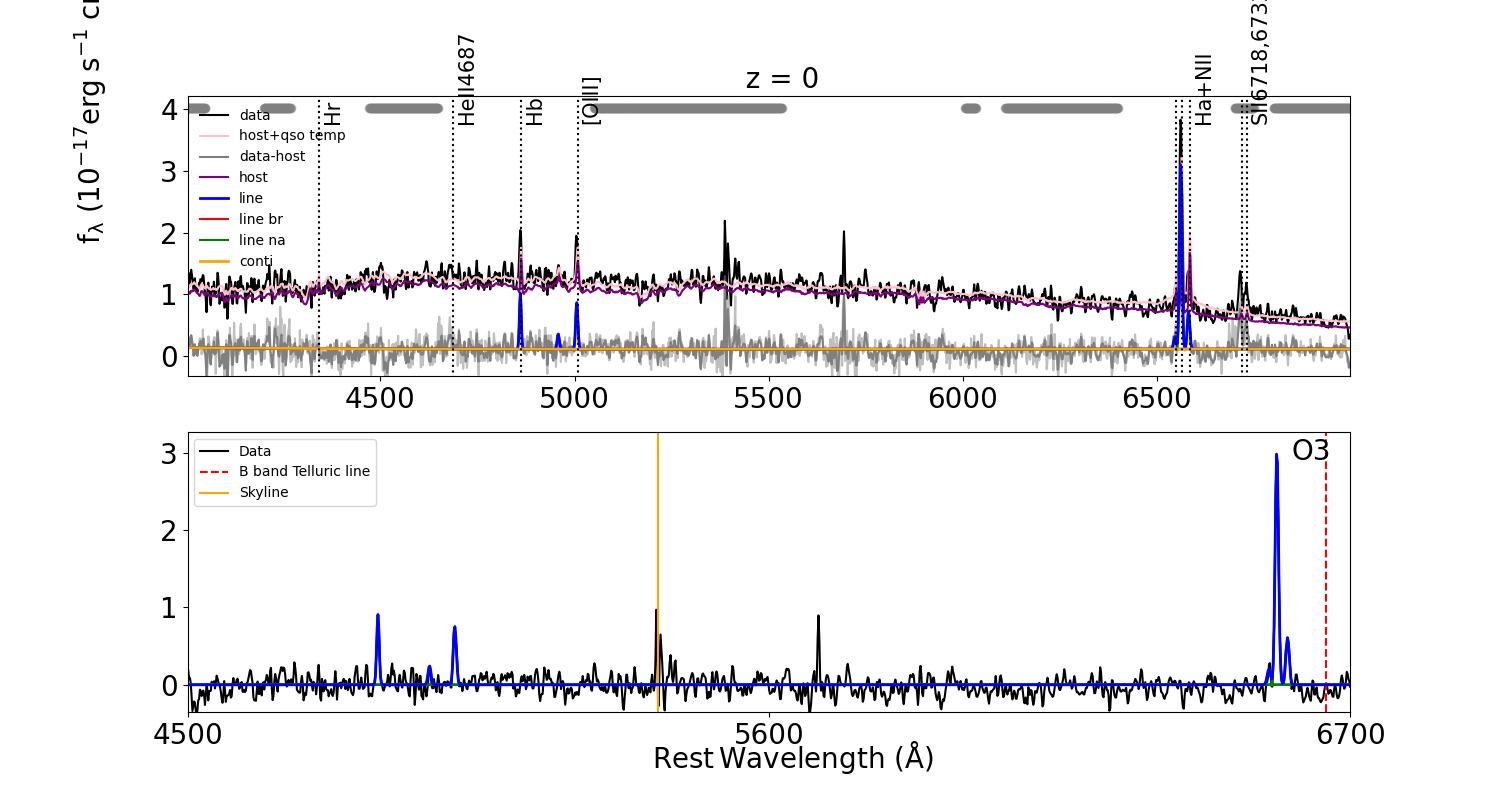 z = 0
fλ (10⁻¹⁷erg s⁻¹
Hr
HeII4687
Hb
[OIII]
Ha+NII
4
3
2
1
0
data
host+qso temp
data-host
host
line
line br
line na
conti
4500
5000
5500
6000
6500
3
2
1
0
Data
B band Telluric line
Skyline
O3
4500
5600
6700
Rest Wavelength (Å)